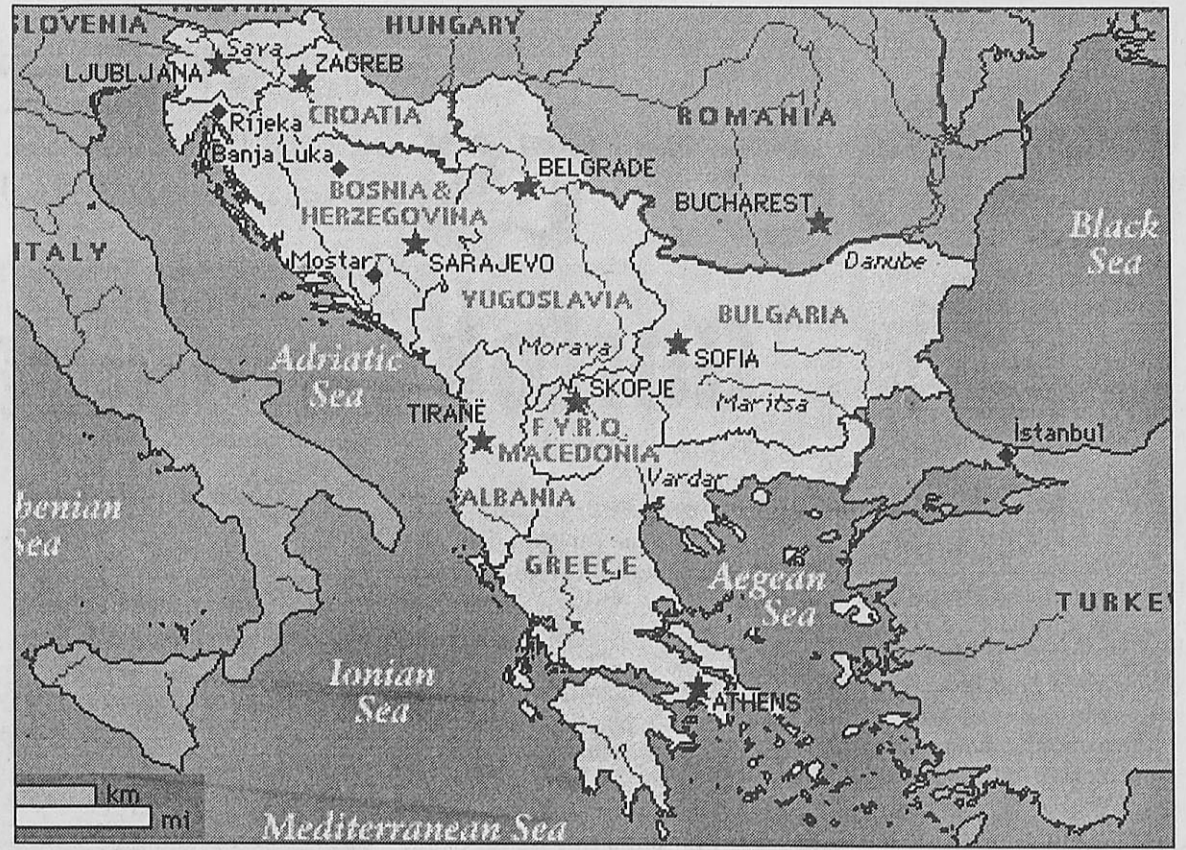 SLOVENIA
HUNGARY
Sava
LJUBLJANA
ZAGREB
CROATIA
ROMANIA
Rijeka
Banja Luka
BELGRADE
BOSNIA &
HERZEGOVINA
BUCHAREST
Black
Sea
ITALY
Mostar
SARAJEVO
Danube
YUGOSLAVIA
BULGARIA
Adriatic
Sea
Morava
SOFIA
SKOPJE
Maritsa
TIRANË
F.Y.R.O.
MACEDONIA
İstanbul
Vardar
ALBANIA
henian
Sea
GREECE
Aegean
Sea
TURKEY
Ionian
Sea
ATHENS
km
mi
Mediterranean Sea